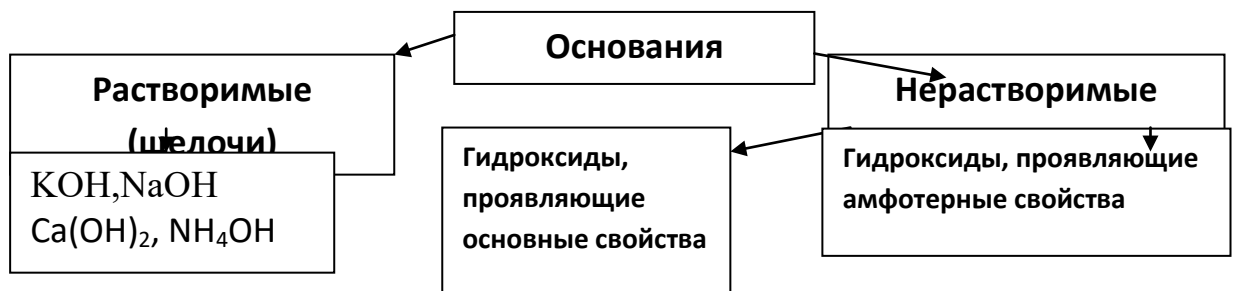 Основания
Растворимые
(щелочи)
Нерастворимые
KOH,NaOH
Ca(OH)₂, NH₄OH
Гидроксиды,
проявляющие
основные свойства
Гидроксиды, проявляющие
амфотерные свойства